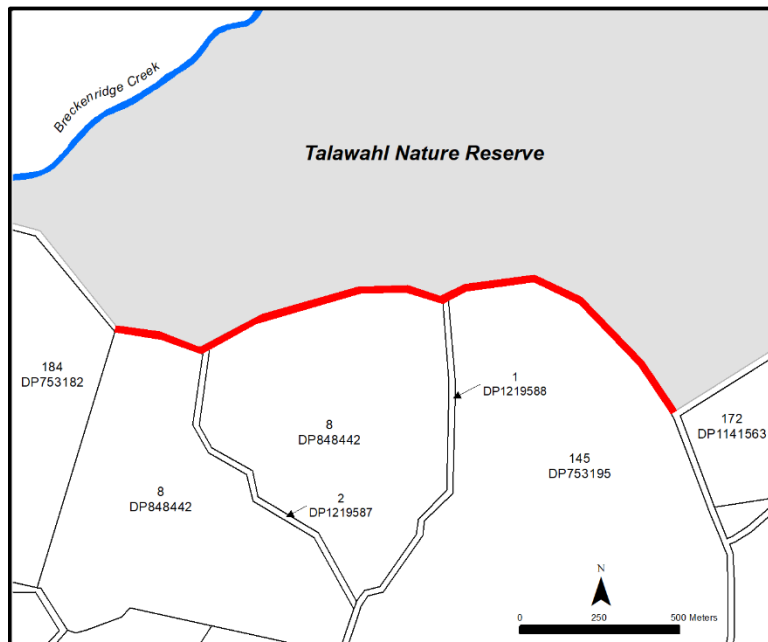 Breckenridge Creek
Talawahl Nature Reserve
184
DP753182
1
DP1219588
172
DP1141563
8
DP848442
145
DP753195
8
DP848442
2
DP1219587
N
0 250 500 Meters